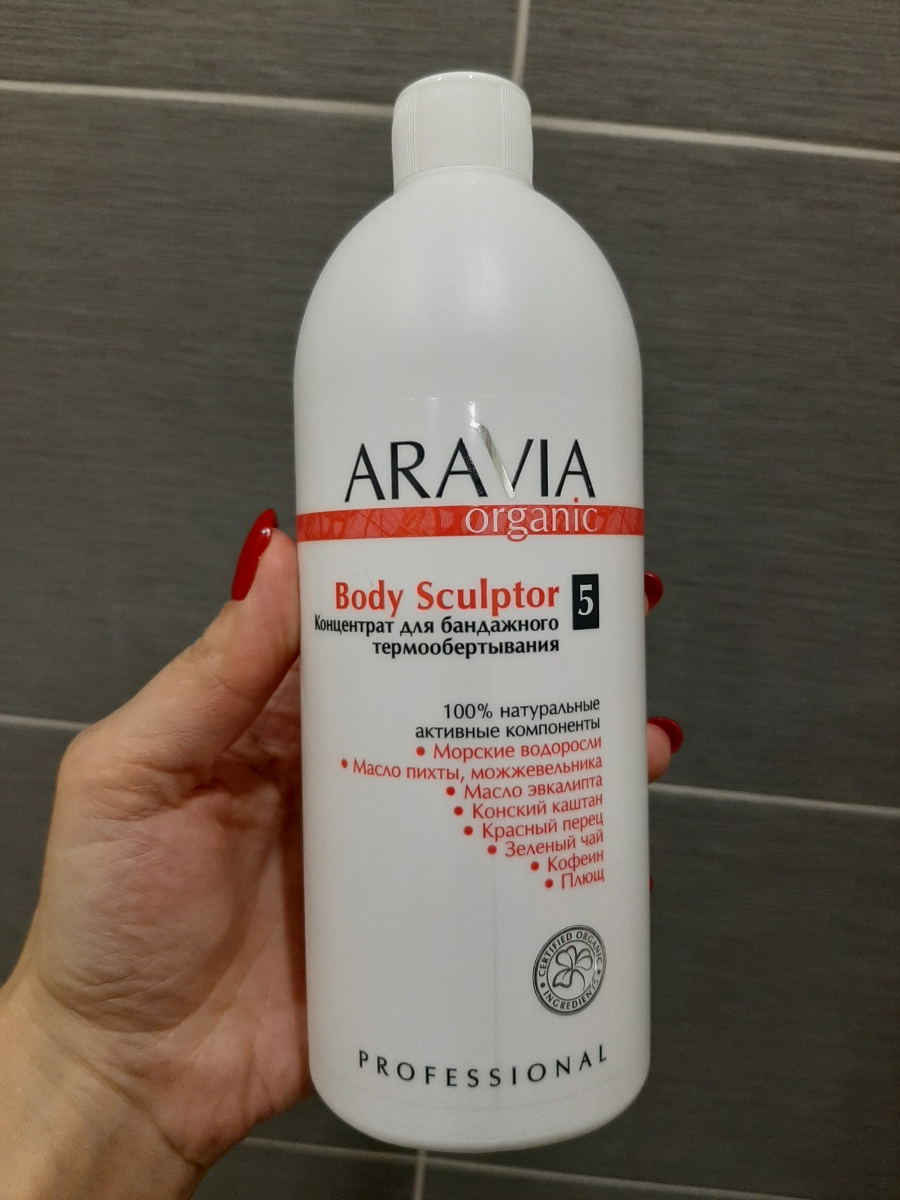 ARAVIA
organic
Body Sculptor 5
Концентрат для бандажного
термообертывания
100% натуральные
активные компоненты
• Морские водоросли
• Масло пихты, можжевельника
• Масло эвкалипта
• Конский каштан
• Красный перец
• Зеленый чай
• Кофеин
• Плющ
CERTIFIED ORGANIC
• INGREDIENTS •
PROFESSIONAL